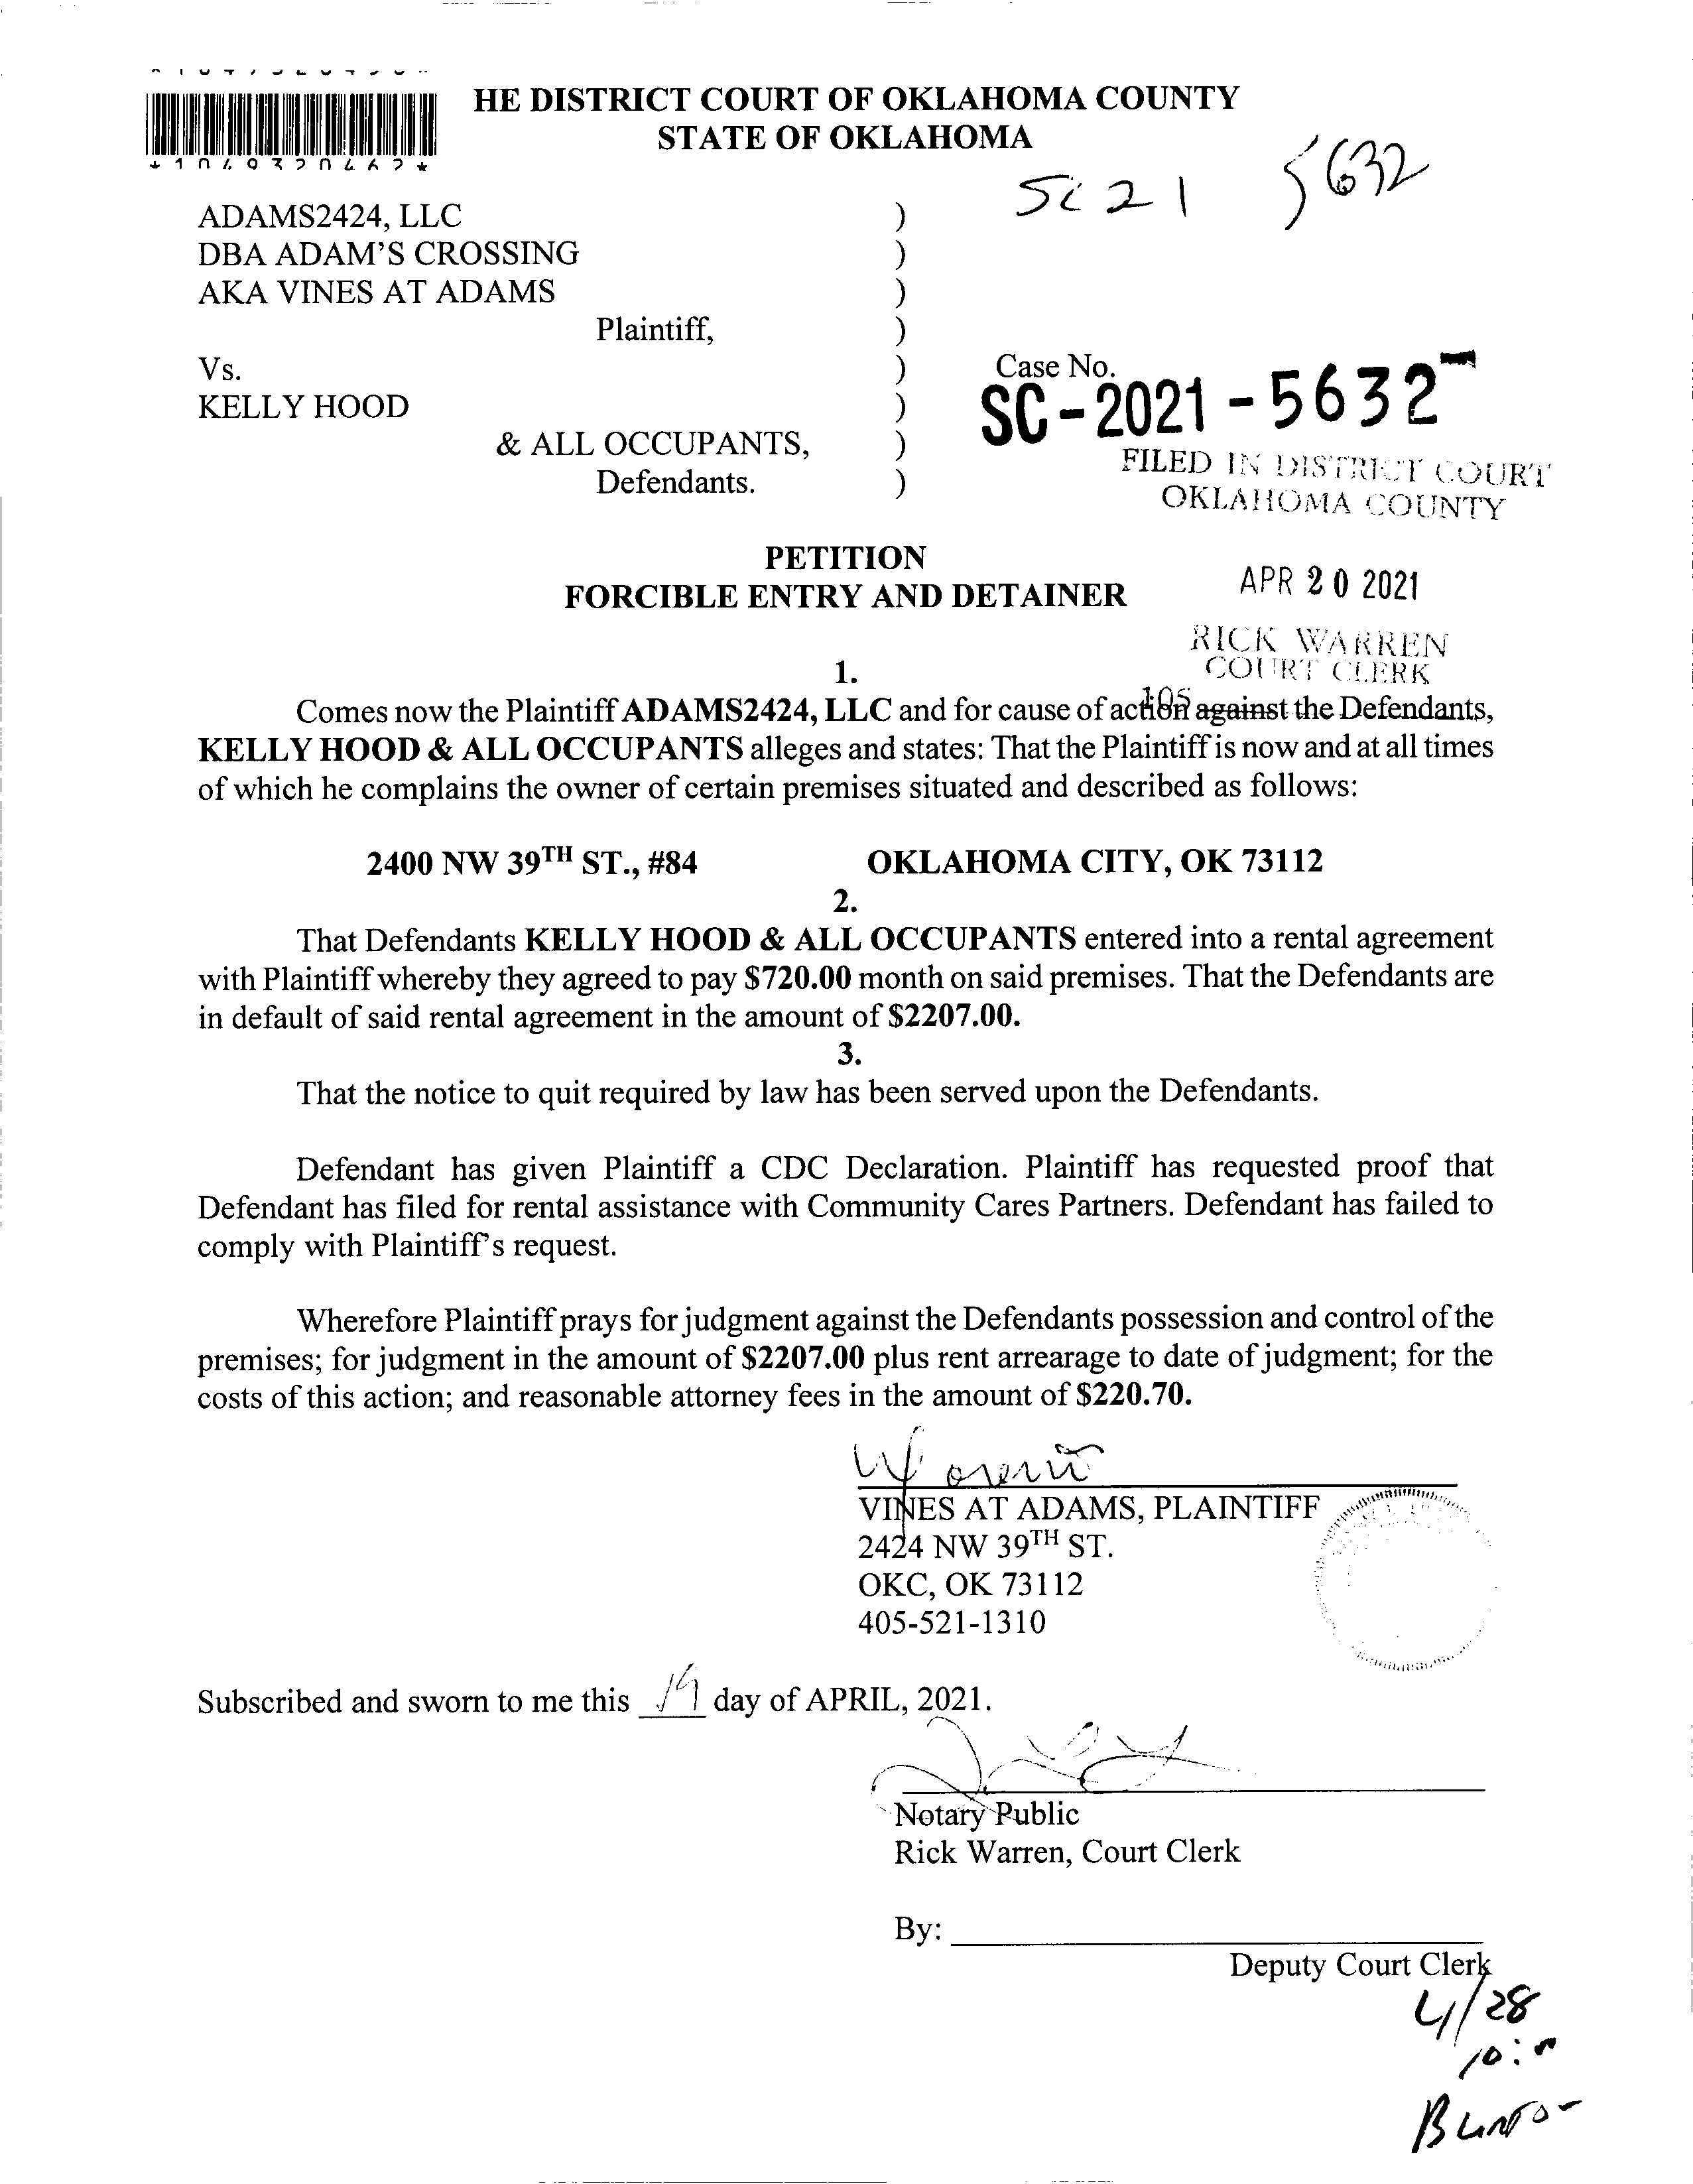 HE DISTRICT COURT OF OKLAHOMA COUNTY
STATE OF OKLAHOMA
SC 21 5632
ADAMS2424, LLC )
DBA ADAM'S CROSSING )
AKA VINES AT ADAMS )
Plaintiff, )
Vs. ) Case No.
KELLY HOOD ) SC-2021-5632
& ALL OCCUPANTS, )
Defendants. )
FILED IN DISTRICT COURT
OKLAHOMA COUNTY
PETITION
FORCIBLE ENTRY AND DETAINER
APR 20 2021
RICK WARREN
COURT CLERK
105
1.
Comes now the Plaintiff ADAMS2424, LLC and for cause of action against the Defendants,
KELLY HOOD & ALL OCCUPANTS alleges and states: That the Plaintiff is now and at all times
of which he complains the owner of certain premises situated and described as follows:
2400 NW 39TH ST., #84 OKLAHOMA CITY, OK 73112
2.
That Defendants KELLY HOOD & ALL OCCUPANTS entered into a rental agreement
with Plaintiff whereby they agreed to pay $720.00 month on said premises. That the Defendants are
in default of said rental agreement in the amount of $2207.00.
3.
That the notice to quit required by law has been served upon the Defendants.
Defendant has given Plaintiff a CDC Declaration. Plaintiff has requested proof that
Defendant has filed for rental assistance with Community Cares Partners. Defendant has failed to
comply with Plaintiff's request.
Wherefore Plaintiff prays for judgment against the Defendants possession and control of the
premises; for judgment in the amount of $2207.00 plus rent arrearage to date of judgment; for the
costs of this action; and reasonable attorney fees in the amount of $220.70.
VINES AT ADAMS, PLAINTIFF
2424 NW 39TH ST.
OKC, OK 73112
405-521-1310
Subscribed and sworn to me this 19 day of APRIL, 2021.
Notary Public
Rick Warren, Court Clerk
By:
Deputy Court Clerk
4/28